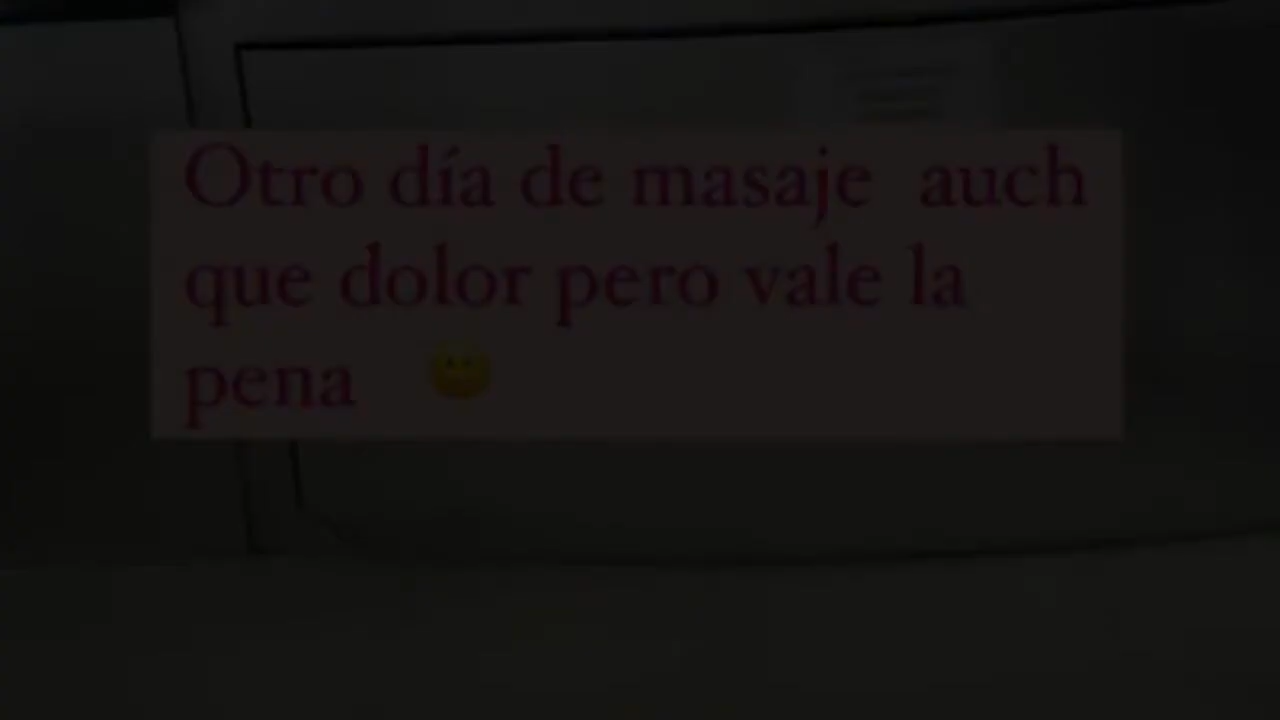 Otro día de masaje auch
que dolor pero vale la
pena 🙂